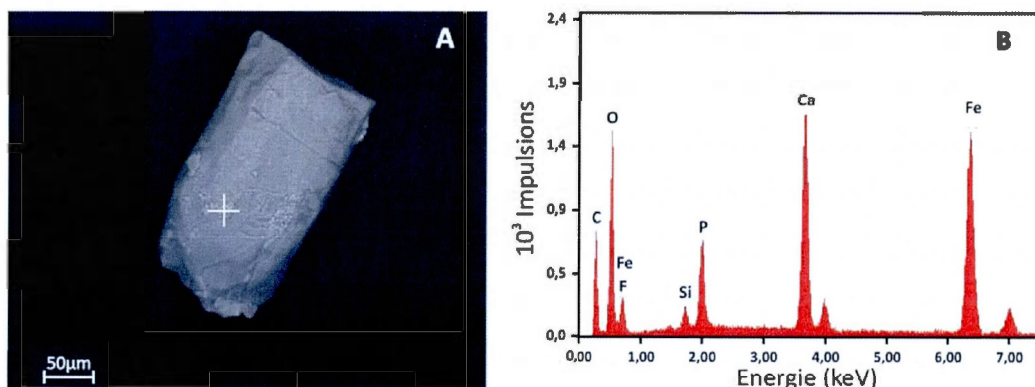 A
50µm
B
10³ Impulsions
2,4
1,9
1,4
0,9
0,5
0,0
C
O
Fe
F
Si
P
Ca
Fe
0,00
1,00
2,00
3,00
4,00
5,00
6,00
7,00
Energie (keV)